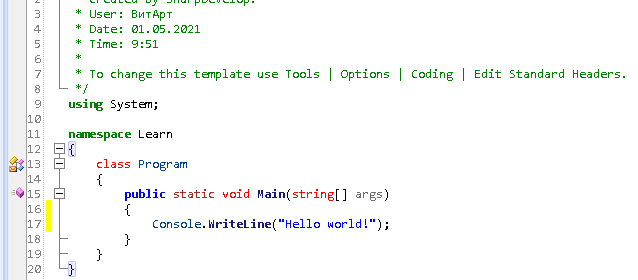 2 * Created by SharpDevelop.
3 * User: ВитАрт
4 * Date: 01.05.2021
5 * Time: 9:51
6 *
7 * To change this template use Tools | Options | Coding | Edit Standard Headers.
8 */
9 using System;
10
11 namespace Learn
12 {
13 class Program
14 {
15 public static void Main(string[] args)
16 {
17 Console.WriteLine("Hello world!");
18 }
19 }
20 }